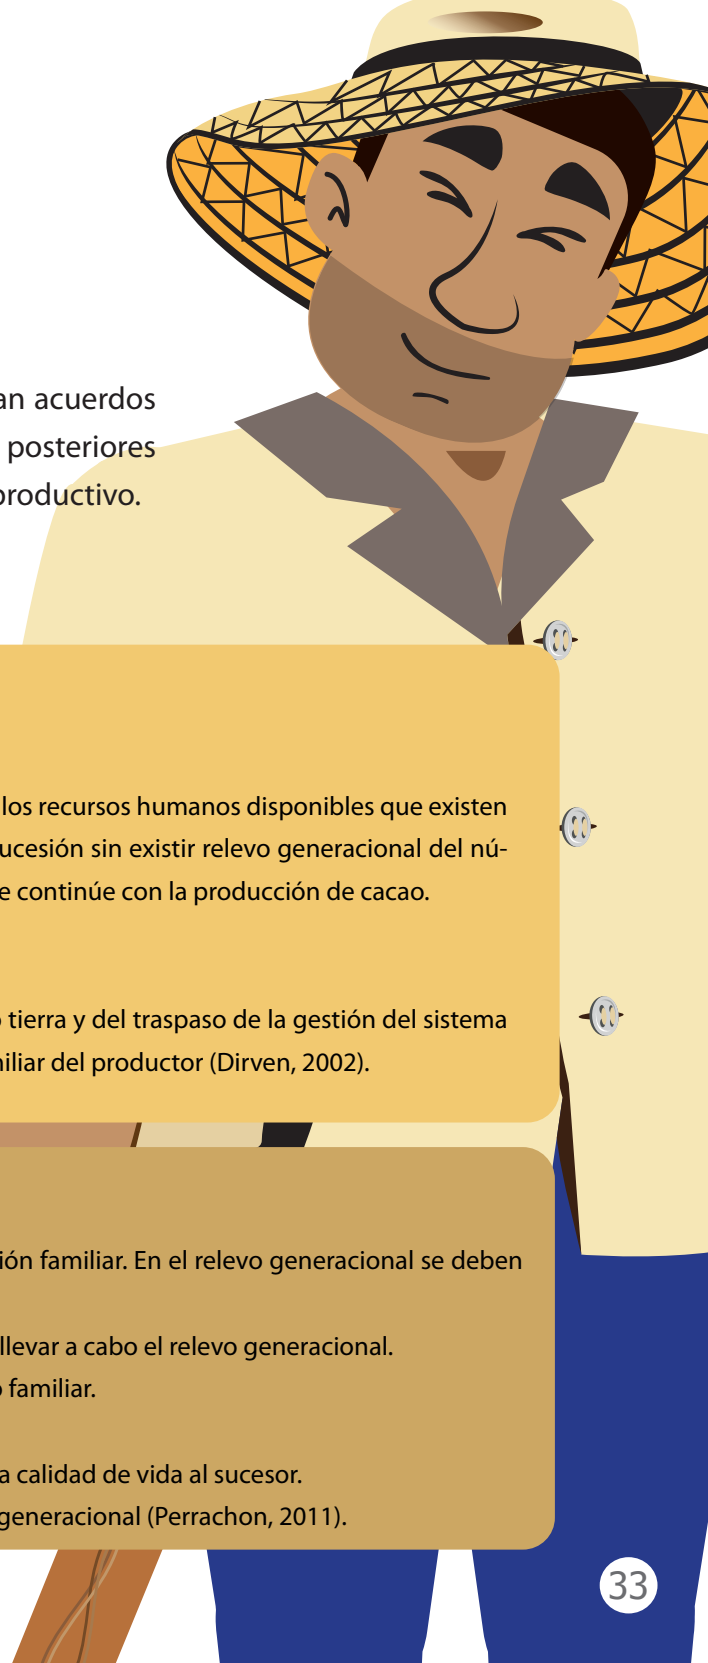 an acuerdos
posteriores
productivo.
los recursos humanos disponibles que existen
ucesión sin existir relevo generacional del nú-
e continúe con la producción de cacao.
o tierra y del traspaso de la gestión del sistema
niliar del productor (Dirven, 2002).
ión familiar. En el relevo generacional se deben
llevar a cabo el relevo generacional.
o familiar.
a calidad de vida al sucesor.
generacional (Perrachon, 2011).
33